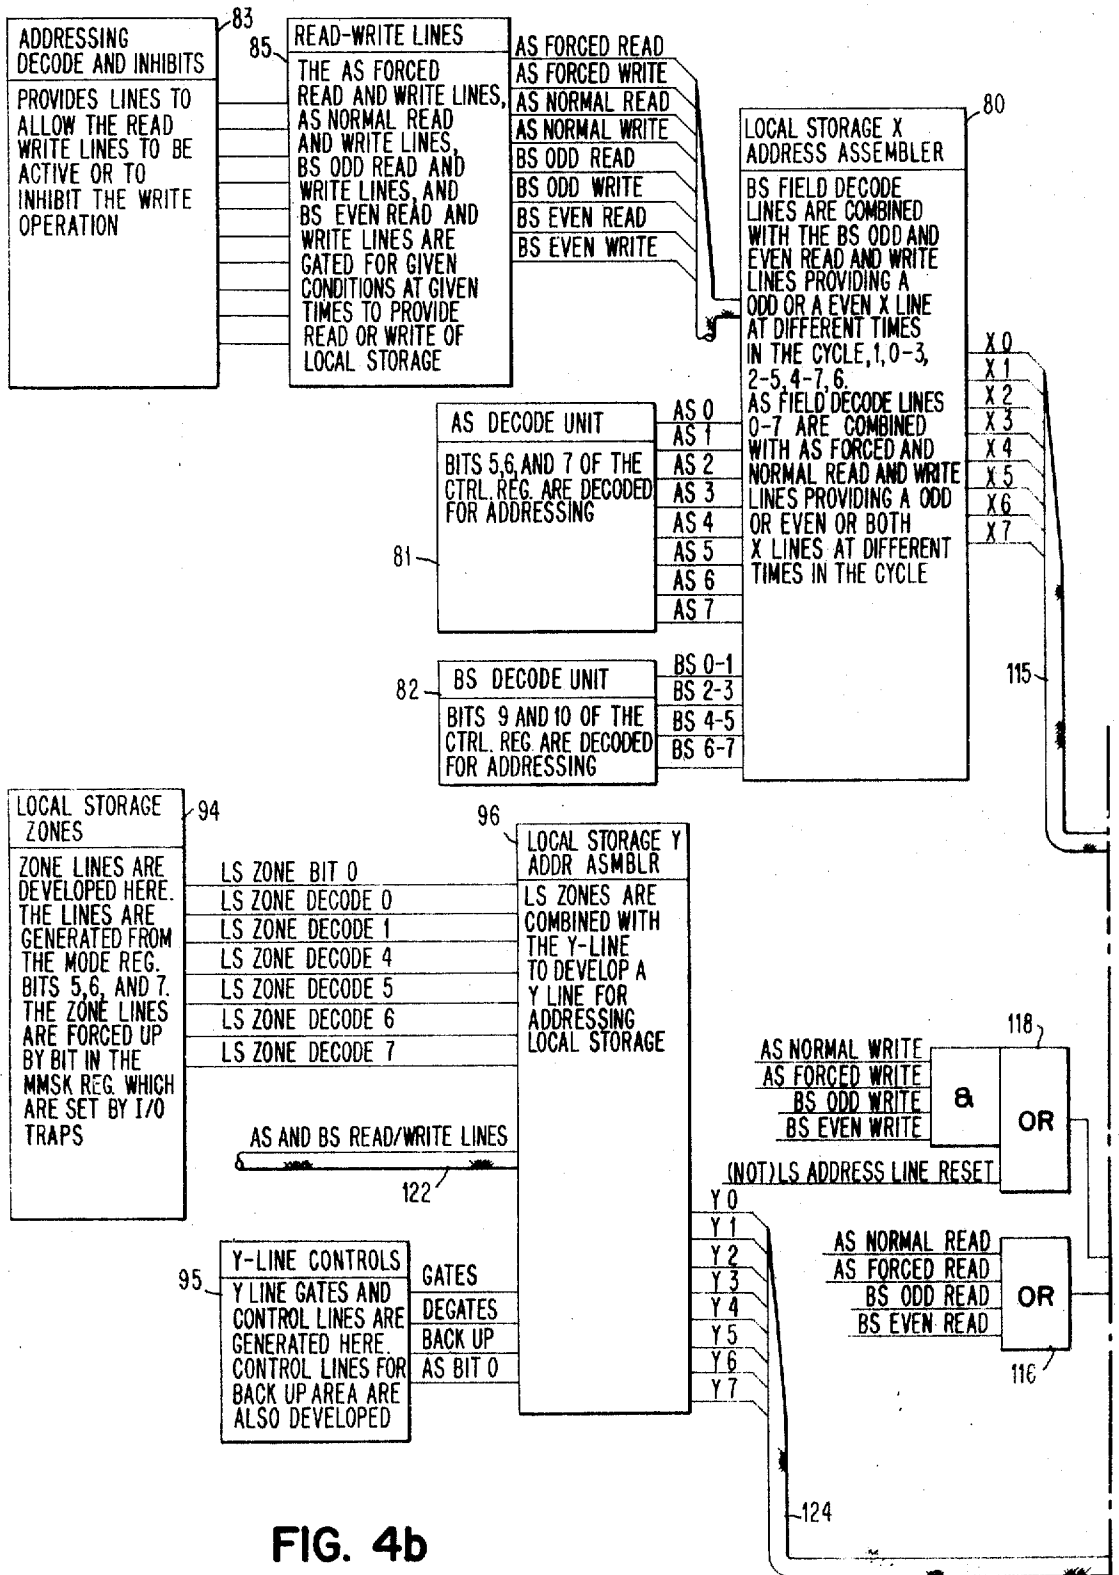 83
ADDRESSING
DECODE AND INHIBITS
PROVIDES LINES TO
ALLOW THE READ
WRITE LINES TO BE
ACTIVE OR TO
INHIBIT THE WRITE
OPERATION
85
READ-WRITE LINES
THE AS FORCED
READ AND WRITE LINES,
AS NORMAL READ
AND WRITE LINES,
BS ODD READ AND
WRITE LINES, AND
BS EVEN READ AND
WRITE LINES ARE
GATED FOR GIVEN
CONDITIONS AT GIVEN
TIMES TO PROVIDE
READ OR WRITE OF
LOCAL STORAGE
AS FORCED READ
AS FORCED WRITE
AS NORMAL READ
AS NORMAL WRITE
BS ODD READ
BS ODD WRITE
BS EVEN READ
BS EVEN WRITE
80
LOCAL STORAGE X
ADDRESS ASSEMBLER
BS FIELD DECODE
LINES ARE COMBINED
WITH THE BS ODD AND
EVEN READ AND WRITE
LINES PROVIDING A
ODD OR A EVEN X LINE
AT DIFFERENT TIMES
IN THE CYCLE, 1, 0-3,
2-5, 4-7, 6.
AS FIELD DECODE LINES
0-7 ARE COMBINED
WITH AS FORCED AND
NORMAL READ AND WRITE
LINES PROVIDING A ODD
OR EVEN OR BOTH
X LINES AT DIFFERENT
TIMES IN THE CYCLE
X 0
X 1
X 2
X 3
X 4
X 5
X 6
X 7
115
AS DECODE UNIT
BITS 5,6, AND 7 OF THE
CTRL. REG. ARE DECODED
FOR ADDRESSING
81
AS 0
AS 1
AS 2
AS 3
AS 4
AS 5
AS 6
AS 7
82
BS DECODE UNIT
BITS 9 AND 10 OF THE
CTRL. REG. ARE DECODED
FOR ADDRESSING
BS 0-1
BS 2-3
BS 4-5
BS 6-7
94
LOCAL STORAGE
ZONES
ZONE LINES ARE
DEVELOPED HERE.
THE LINES ARE
GENERATED FROM
THE MODE REG.
BITS 5,6, AND 7.
THE ZONE LINES
ARE FORCED UP
BY BIT IN THE
MMSK REG. WHICH
ARE SET BY I/O
TRAPS
LS ZONE BIT 0
LS ZONE DECODE 0
LS ZONE DECODE 1
LS ZONE DECODE 4
LS ZONE DECODE 5
LS ZONE DECODE 6
LS ZONE DECODE 7
AS AND BS READ/WRITE LINES
122
96
LOCAL STORAGE Y
ADDR ASMBLR
LS ZONES ARE
COMBINED WITH
THE Y-LINE
TO DEVELOP A
Y LINE FOR
ADDRESSING
LOCAL STORAGE
95
Y-LINE CONTROLS
Y LINE GATES AND
CONTROL LINES ARE
GENERATED HERE.
CONTROL LINES FOR
BACK UP AREA ARE
ALSO DEVELOPED
GATES
DEGATES
BACK UP
AS BIT 0
Y 0
Y 1
Y 2
Y 3
Y 4
Y 5
Y 6
Y 7
124
118
AS NORMAL WRITE
AS FORCED WRITE
BS ODD WRITE
BS EVEN WRITE
&
OR
(NOT) LS ADDRESS LINE RESET
AS NORMAL READ
AS FORCED READ
BS ODD READ
BS EVEN READ
OR
116
FIG. 4b